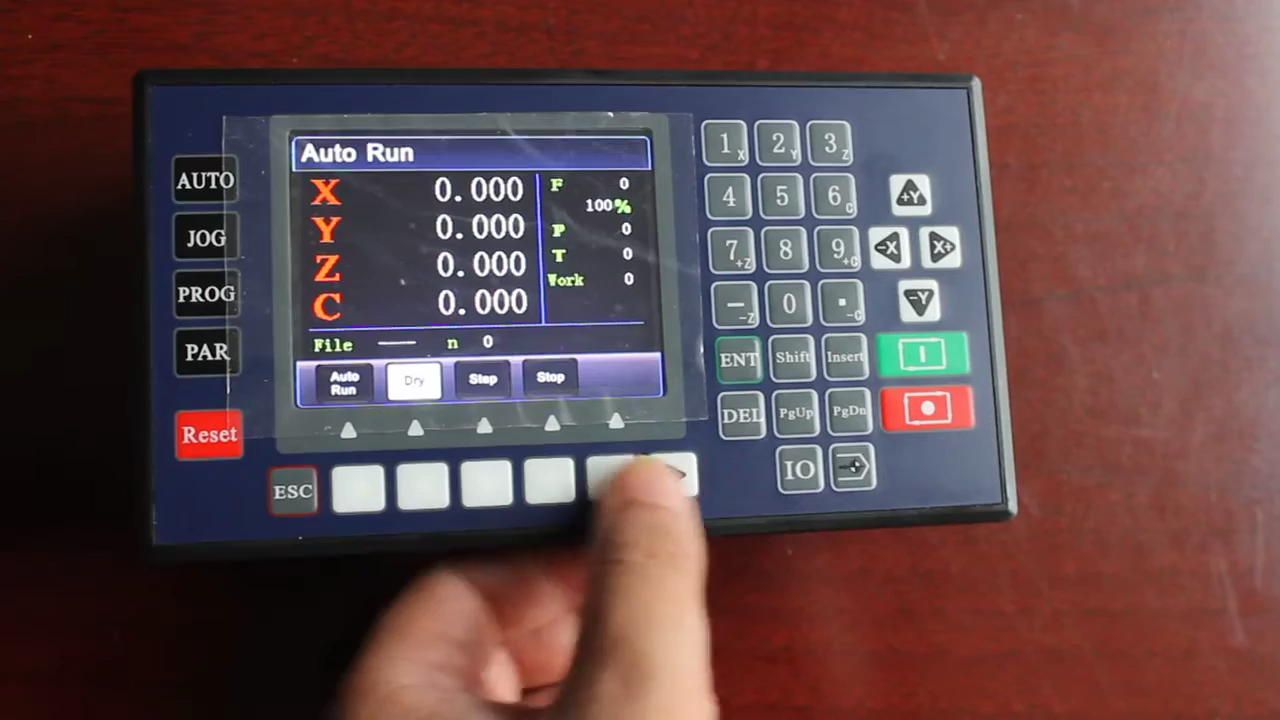 Auto Run
X 0.000 F 0
100%
Y 0.000 P 0
Z 0.000 T 0
Work 0
C 0.000
File n 0
Auto Run Dry Step Stop
AUTO
JOG
PROG
PAR
Reset
ESC
1 X 2 Y 3 Z
4 5 6 C
7 +Z 8 9 +C
- -Z 0 . -C
ENT Shift Insert
DEL PgUp PgDn
IO
+Y
-X X+
-Y